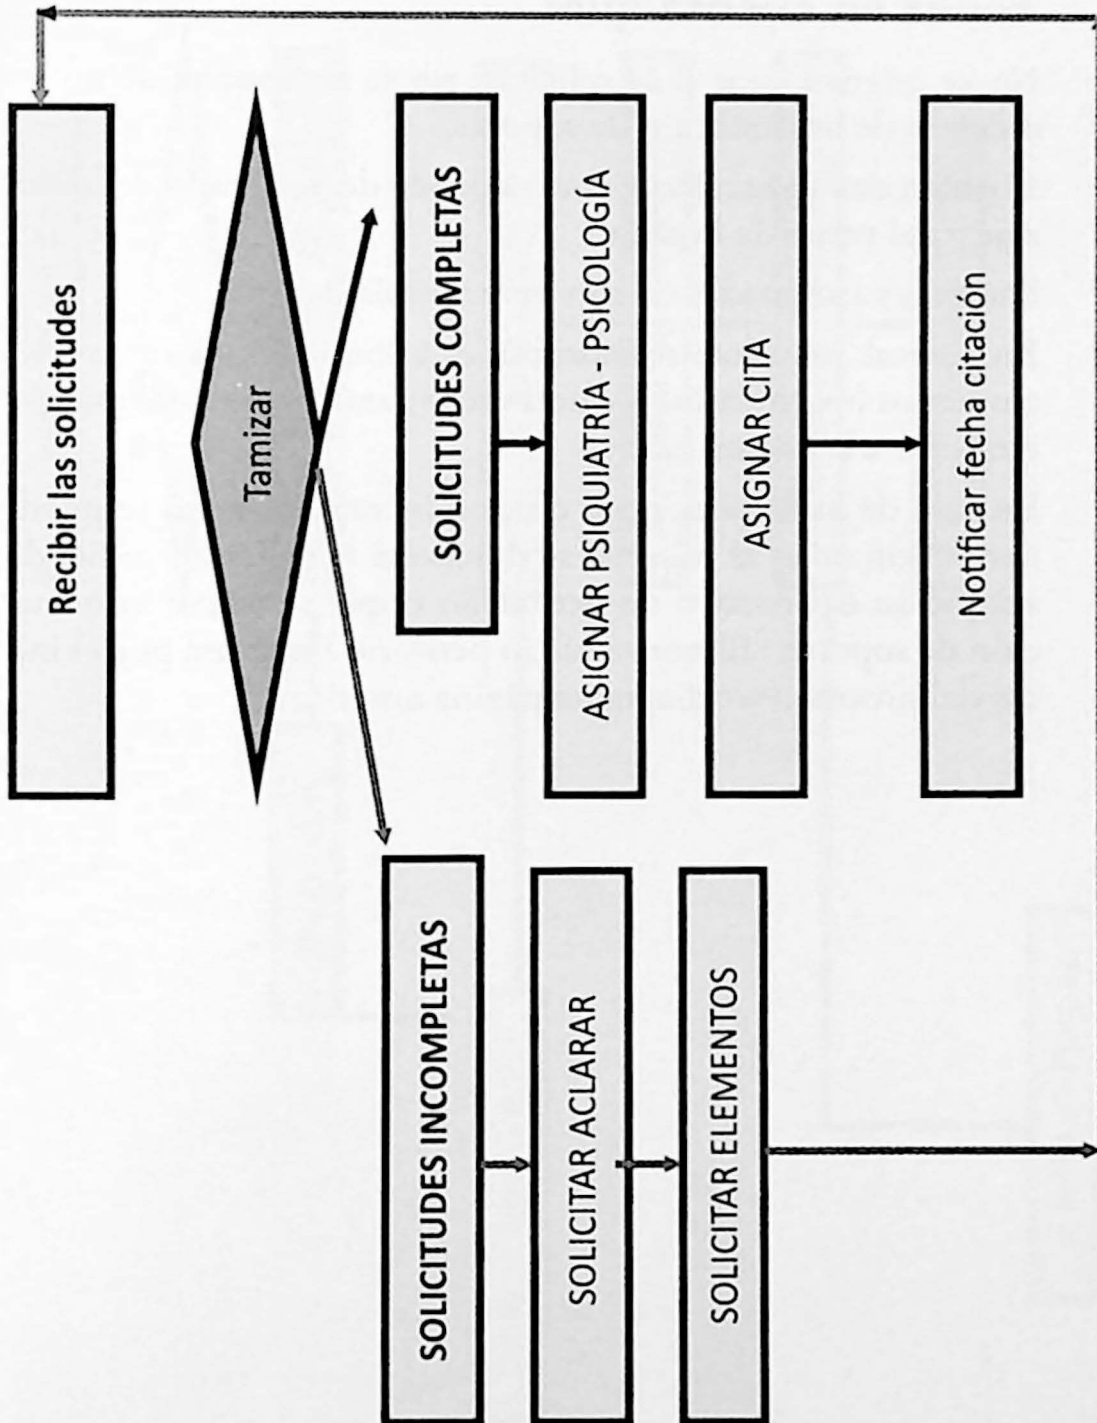 Recibir las solicitudes
Tamizar
SOLICITUDES COMPLETAS
ASIGNAR PSIQUIATRÍA - PSICOLOGÍA
ASIGNAR CITA
Notificar fecha citación
SOLICITUDES INCOMPLETAS
SOLICITAR ACLARAR
SOLICITAR ELEMENTOS